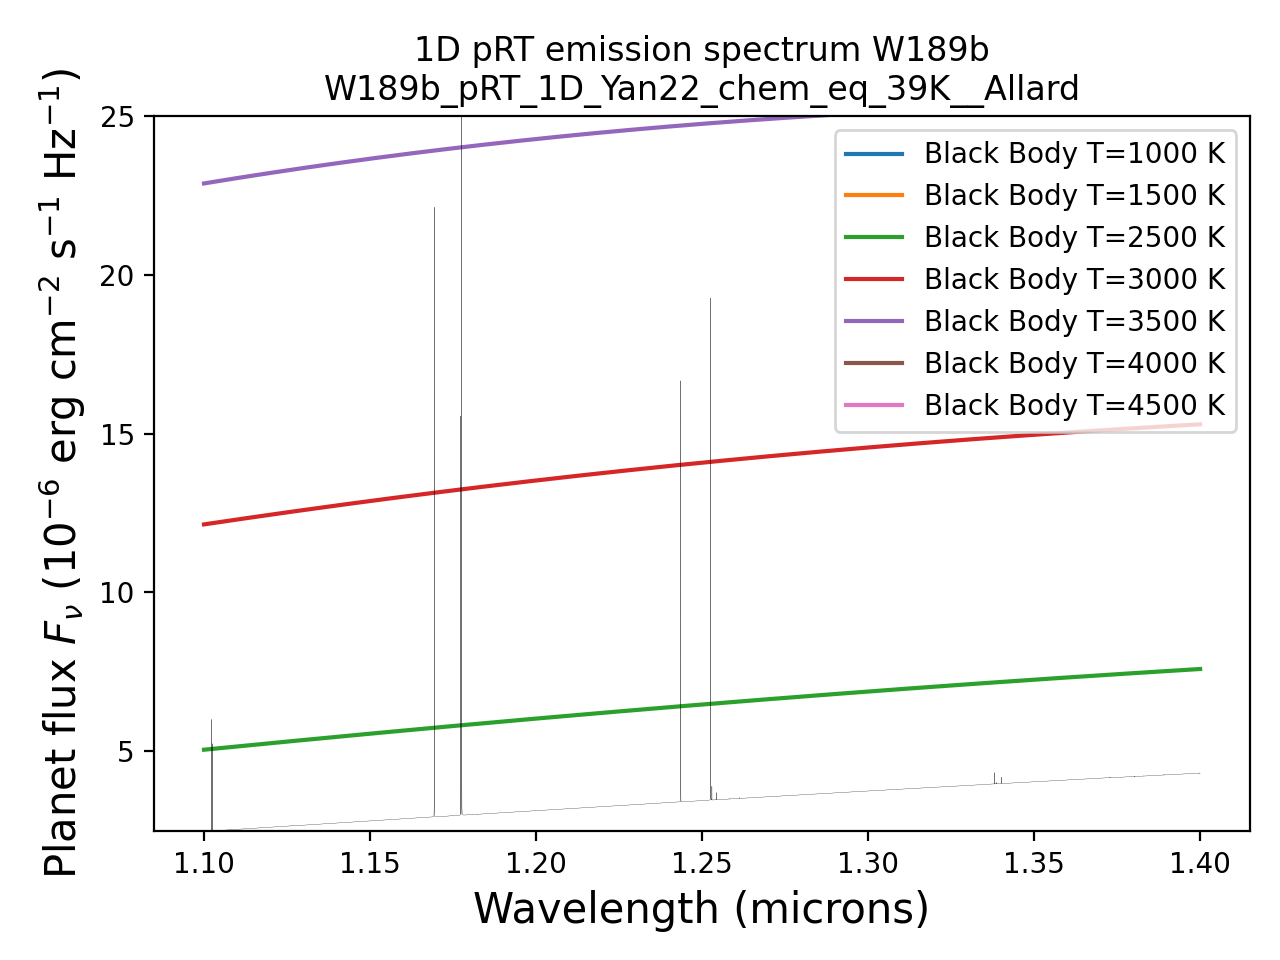 1D pRT emission spectrum W189b
W189b_pRT_1D_Yan22_chem_eq_39K__Allard
Planet flux $F_\nu$ (10⁻⁶ erg cm⁻² s⁻¹ Hz⁻¹)
25
20
15
10
5
Black Body T=1000 K
Black Body T=1500 K
Black Body T=2500 K
Black Body T=3000 K
Black Body T=3500 K
Black Body T=4000 K
Black Body T=4500 K
1.10 1.15 1.20 1.25 1.30 1.35 1.40
Wavelength (microns)